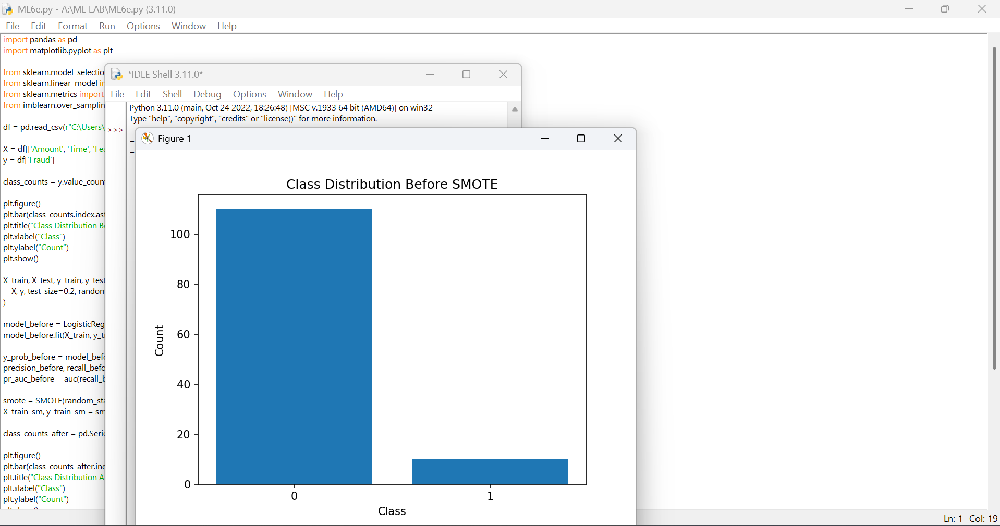 ML6e.py - A:\ML LAB\ML6e.py (3.11.0)
File Edit Format Run Options Window Help
import pandas as pd
import matplotlib.pyplot as plt
from sklearn.model_selectio
from sklearn.linear_model
from sklearn.metrics import
from imblearn.over_samplin
df = pd.read_csv(r"C:\Users\
X = df[['Amount', 'Time', 'Fea
y = df['Fraud']
class_counts = y.value_coun
plt.figure()
plt.bar(class_counts.index.as
plt.title("Class Distribution B
plt.xlabel("Class")
plt.ylabel("Count")
plt.show()
X_train, X_test, y_train, y_test
X, y, test_size=0.2, random
)
model_before = LogisticReg
model_before.fit(X_train, y_t
y_prob_before = model_bef
precision_before, recall_befo
pr_auc_before = auc(recall_b
smote = SMOTE(random_sta
X_train_sm, y_train_sm = sm
class_counts_after = pd.Serie
plt.figure()
plt.bar(class_counts_after.ind
plt.title("Class Distribution A
plt.xlabel("Class")
plt.ylabel("Count")
*IDLE Shell 3.11.0*
File Edit Shell Debug Options Window Help
Python 3.11.0 (main, Oct 24 2022, 18:26:48) [MSC v.1933 64 bit (AMD64)] on win32
Type "help", "copyright", "credits" or "license()" for more information.
>>>
=
=
Figure 1
Class Distribution Before SMOTE
100
80
60
40
20
0
Count
0 1
Class
Ln: 1 Col: 19